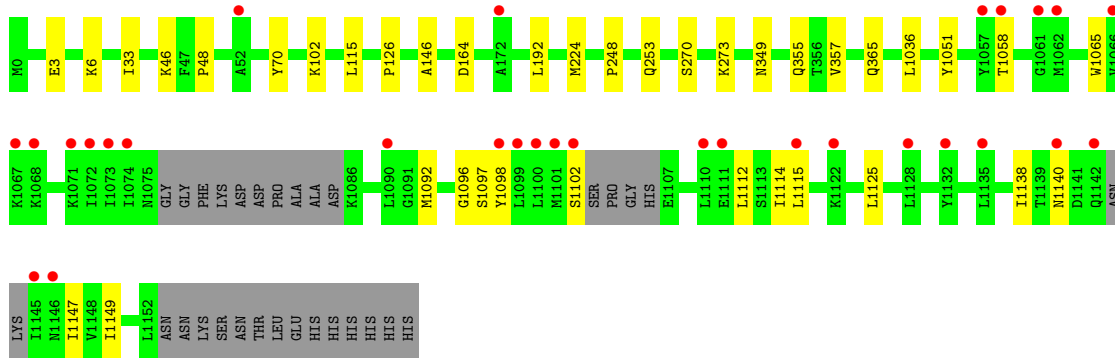 M0 E3 K6 I33 K46 F47 P48 A52 Y70 K102 L115 P126 A146 D164 A172 L192 M224 P248 Q253 S270 K273 N349 Q355 T356 V357 Q365 L1036 Y1051 Y1057 T1058 G1061 M1062 W1065
K1067 K1068 K1071 I1072 I1073 I1074 N1075 GLY GLY PHE LYS ASP ASP PRO ALA ALA ASP K1086 L1090 G1091 M1092 G1096 S1097 Y1098 L1099 L1100 M1101 S1102 SER PRO GLY HIS E1107 L1110 E1111 L1112 S1113 I1114 L1115 K1122 L1125 L1128 Y1132 L1135 I1138 T1139 N1140 D1141 Q1142 ASN
LYS I1145 N1146 I1147 V1148 I1149 L1152 ASN ASN LYS SER ASN THR LEU GLU HIS HIS HIS HIS HIS HIS